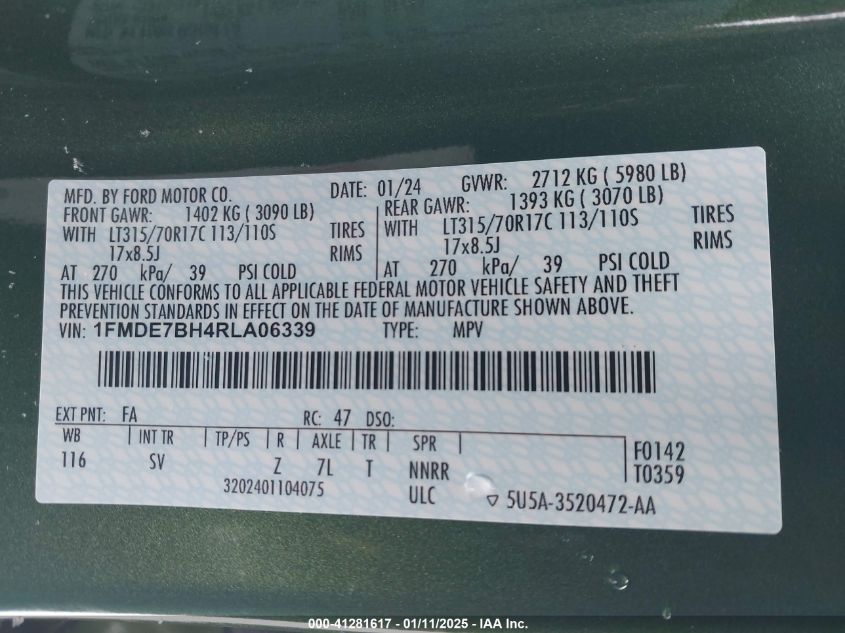 MFD. BY FORD MOTOR CO. DATE: 01/24 GVWR: 2712 KG ( 5980 LB)
FRONT GAWR: 1402 KG ( 3090 LB) REAR GAWR: 1393 KG ( 3070 LB)
WITH LT315/70R17C 113/110S TIRES WITH LT315/70R17C 113/110S TIRES
17x8.5J RIMS 17x8.5J RIMS
AT 270 kPa/ 39 PSI COLD AT 270 kPa/ 39 PSI COLD
THIS VEHICLE CONFORMS TO ALL APPLICABLE FEDERAL MOTOR VEHICLE SAFETY AND THEFT
PREVENTION STANDARDS IN EFFECT ON THE DATE OF MANUFACTURE SHOWN ABOVE.
VIN: 1FMDE7BH4RLA06339 TYPE: MPV
EXT PNT: FA RC: 47 DSO:
WB INT TR TP/PS R AXLE TR SPR F0142
116 SV Z 7L T NNRR T0359
3202401104075 ULC 5U5A-3520472-AA
000-41281617 - 01/11/2025 - IAA Inc.